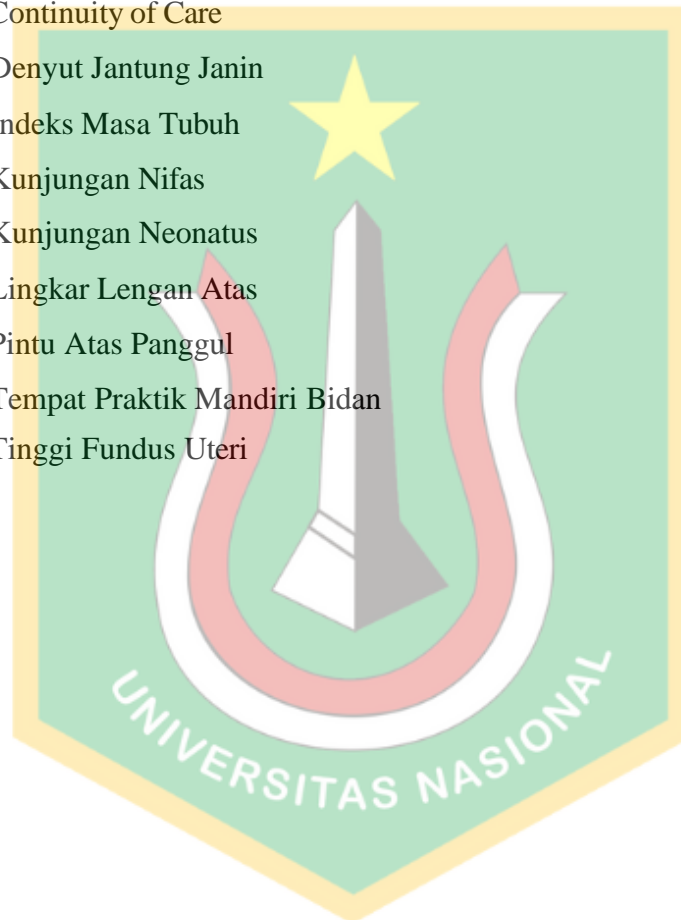 Continuity of Care
Denyut Jantung Janin
Indeks Masa Tubuh
Kunjungan Nifas
Kunjungan Neonatus
Lingkar Lengan Atas
Pintu Atas Panggul
Tempat Praktik Mandiri Bidan
Tinggi Fundus Uteri
UNIVERSITAS NASIONAL